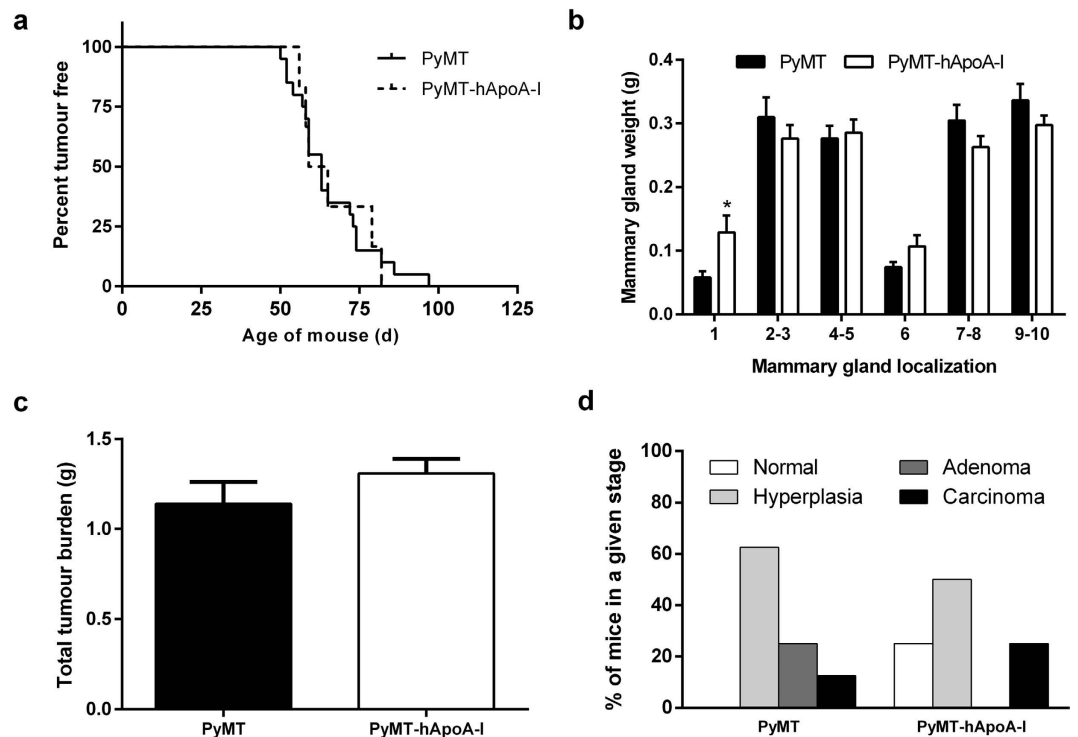 a
Percent tumour free
100
75
50
25
0
0 25 50 75 100 125
Age of mouse (d)
PyMT
PyMT-hApoA-I
b
Mammary gland weight (g)
0.4
0.3
0.2
0.1
0.0
PyMT PyMT-hApoA-I
*
1 2-3 4-5 6 7-8 9-10
Mammary gland localization
c
Total tumour burden (g)
1.5
1.0
0.5
0.0
PyMT PyMT-hApoA-I
d
% of mice in a given stage
100
80
60
40
20
0
Normal Adenoma
Hyperplasia Carcinoma
PyMT PyMT-hApoA-I